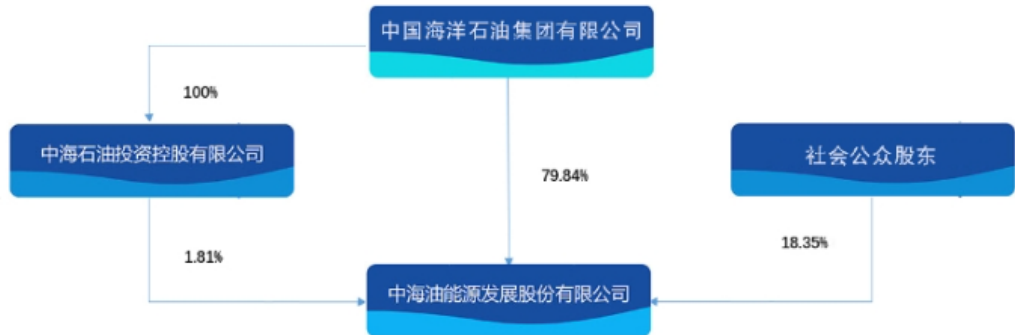 中国海洋石油集团有限公司
100%
中海石油投资控股有限公司
社会公众股东
79.84%
18.35%
1.81%
中海油能源发展股份有限公司